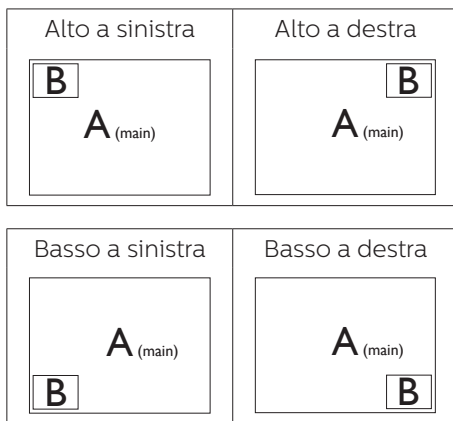 Alto a sinistra
Alto a destra
B
A (main)
B
A (main)
Basso a sinistra
Basso a destra
A (main)
B
A (main)
B